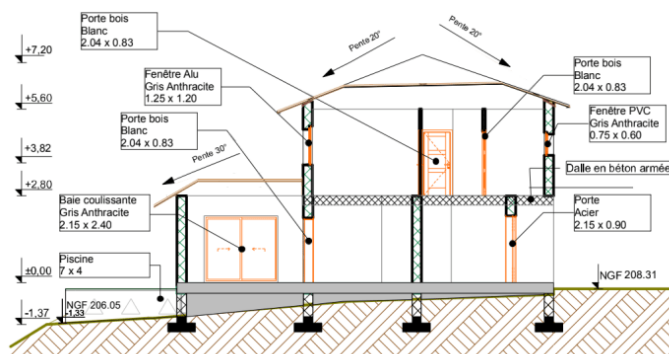 Porte bois
Blanc
2.04 x 0.83
Pente 20°
Pente 20°
+7,20
Fenêtre Alu
Gris Anthracite
1.25 x 1.20
Porte bois
Blanc
2.04 x 0.83
+5,60
Porte bois
Blanc
2.04 x 0.83
Fenêtre PVC
Gris Anthracite
0.75 x 0.60
+3,82
Pente 30°
Dalle en béton armée
+2,80
Baie coulissante
Gris Anthracite
2.15 x 2.40
Porte
Acier
2.15 x 0.90
Piscine
7 x 4
±0,00
NGF 208.31
NGF 206.05
-1,33
-1,37